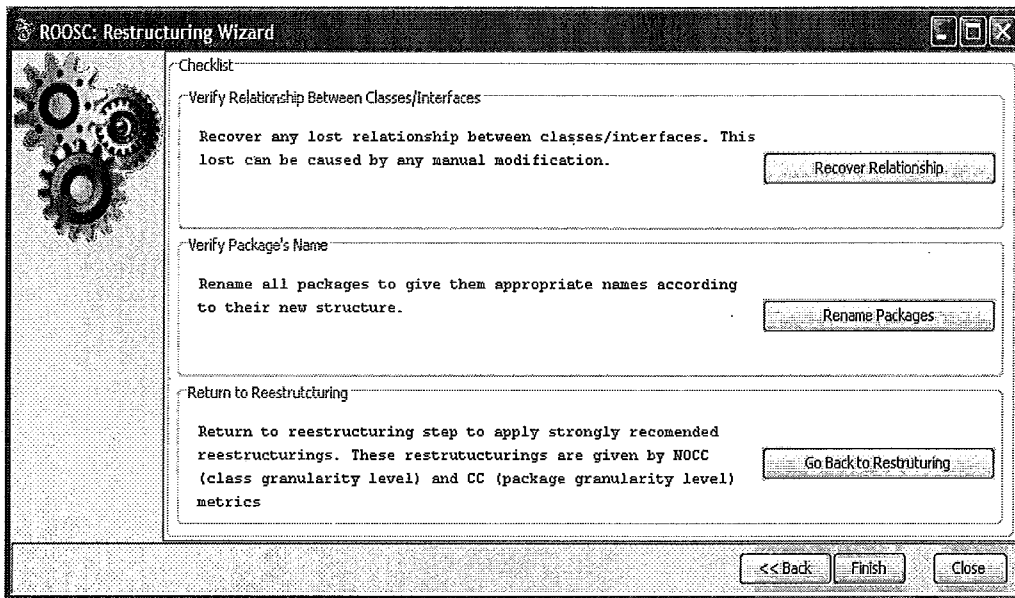 ROOSC: Restructuring Wizard
Checklist
Verify Relationship Between Classes/Interfaces
Recover any lost relationship between classes/interfaces. This
lost can be caused by any manual modification.
Recover Relationship
Verify Package's Name
Rename all packages to give them appropriate names according
to their new structure.
Rename Packages
Return to Reestrutcturing
Return to reestructuring step to apply strongly recomended
reestructurings. These restrutucturings are given by NOCC
(class granularity level) and CC (package granularity level)
metrics
Go Back to Restruturing
<< Back
Finish
Close